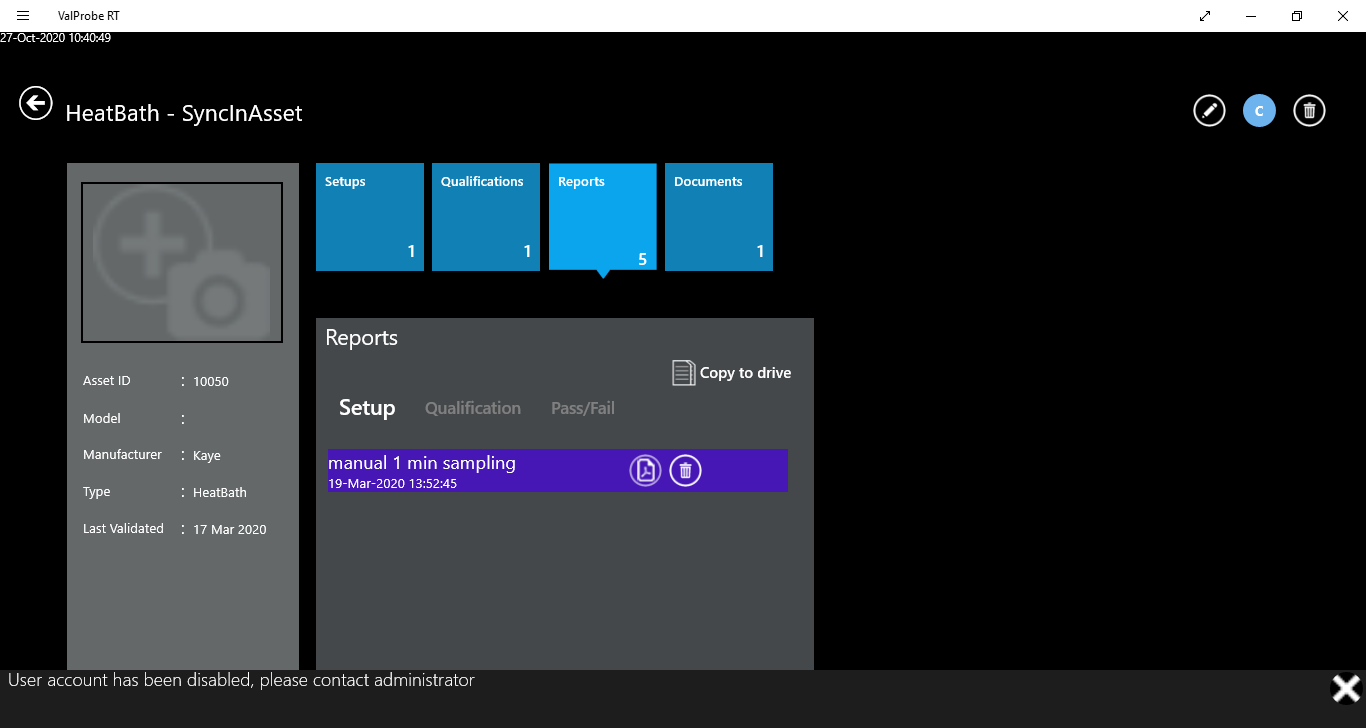 ValProbe RT
27-Oct-2020 10:40:49
HeatBath - SyncInAsset
C
Setups
1
Qualifications
1
Reports
5
Documents
1
Asset ID : 10050
Model :
Manufacturer : Kaye
Type : HeatBath
Last Validated : 17 Mar 2020
Reports
Copy to drive
Setup Qualification Pass/Fail
manual 1 min sampling
19-Mar-2020 13:52:45
User account has been disabled, please contact administrator